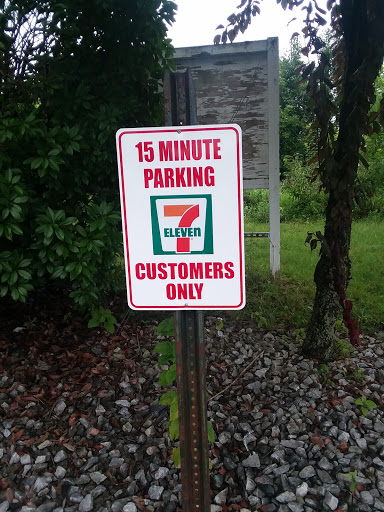 15 MINUTE
PARKING
7
ELEVEN
CUSTOMERS
ONLY